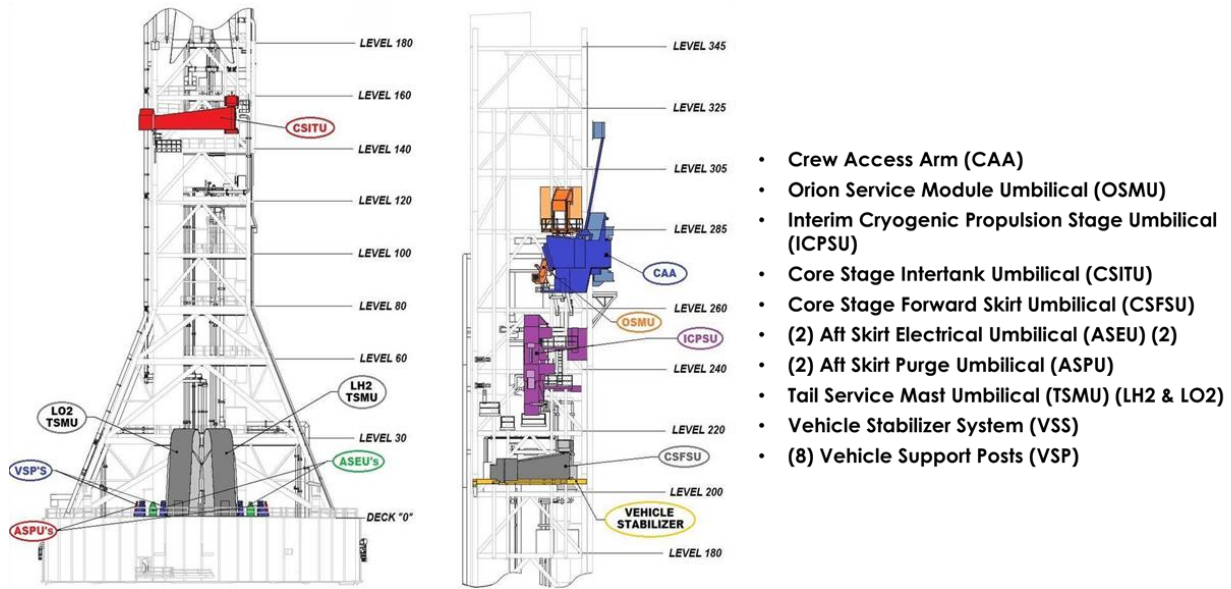 LEVEL 180
LEVEL 160
CSITU
LEVEL 140
LEVEL 120
LEVEL 100
LEVEL 80
LEVEL 60
LH2
TSMU
LO2
TSMU
LEVEL 30
VSP'S
ASEU's
ASPU's
DECK "0"
LEVEL 345
LEVEL 325
LEVEL 305
LEVEL 285
CAA
LEVEL 260
OSMU
ICPSU
LEVEL 240
LEVEL 220
CSFSU
LEVEL 200
VEHICLE
STABILIZER
LEVEL 180
• Crew Access Arm (CAA)
• Orion Service Module Umbilical (OSMU)
• Interim Cryogenic Propulsion Stage Umbilical
(ICPSU)
• Core Stage Intertank Umbilical (CSITU)
• Core Stage Forward Skirt Umbilical (CSFSU)
• (2) Aft Skirt Electrical Umbilical (ASEU) (2)
• (2) Aft Skirt Purge Umbilical (ASPU)
• Tail Service Mast Umbilical (TSMU) (LH2 & LO2)
• Vehicle Stabilizer System (VSS)
• (8) Vehicle Support Posts (VSP)